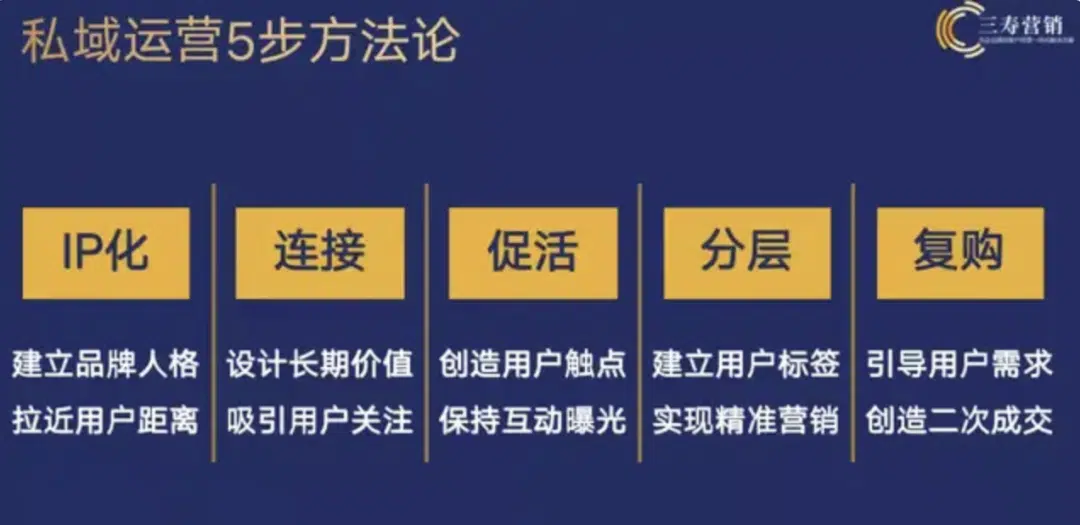 私域运营5步方法论
三寿营销
IP化
建立品牌人格
拉近用户距离
连接
设计长期价值
吸引用户关注
促活
创造用户触点
保持互动曝光
分层
建立用户标签
实现精准营销
复购
引导用户需求
创造二次成交